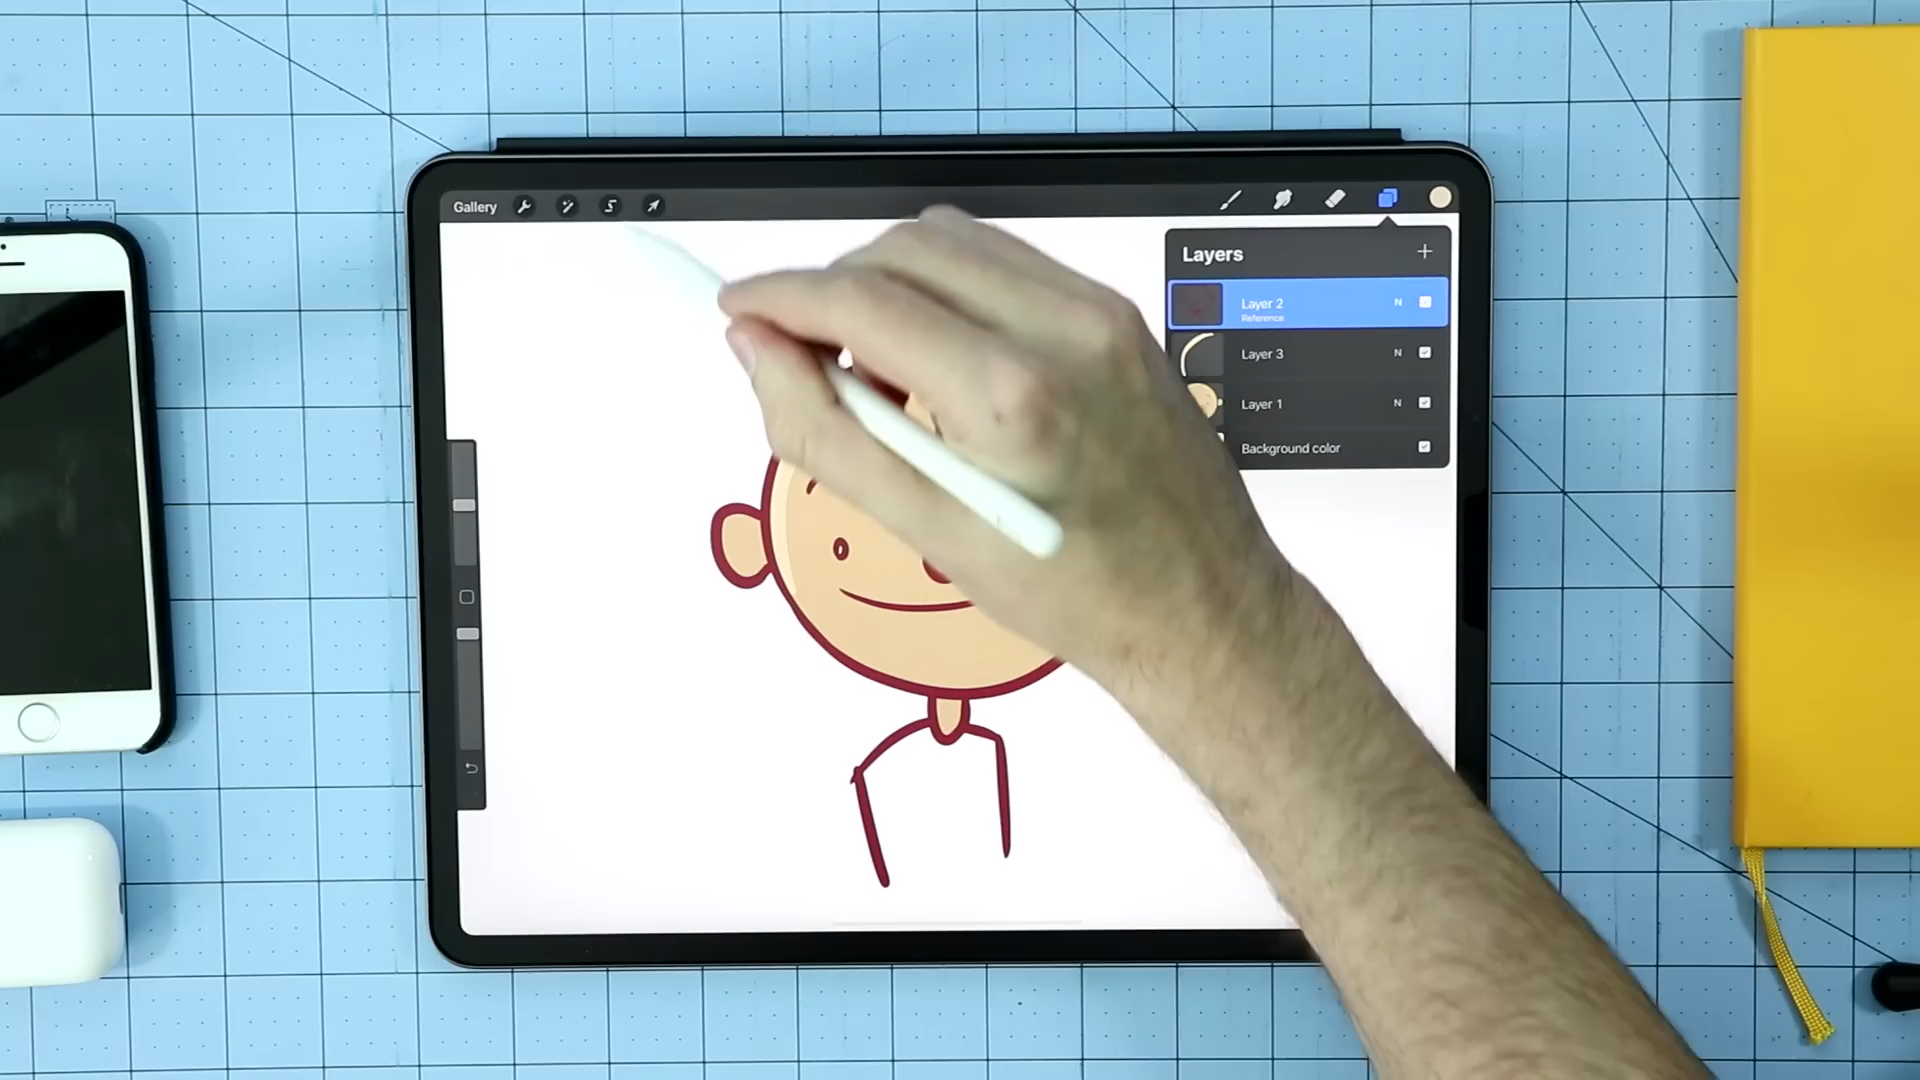 Gallery
Layers
Layer 2 N
Reference
Layer 3 N
Layer 1 N
Background color